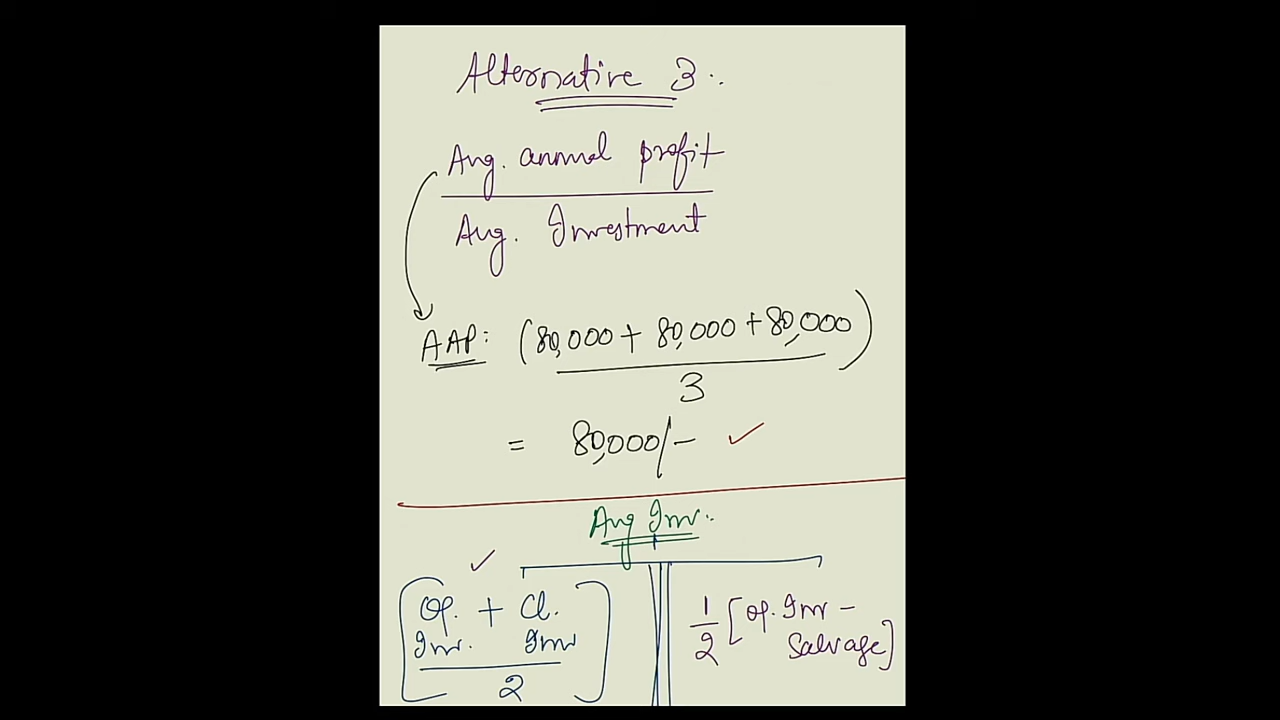 Alternative 3:
Avg. annual profit
Avg. Investment
AAP: (80,000 + 80,000 + 80,000)
3
= 80,000/-
Avg Inv.:
Op. + Cl.
Inv. Inv
2
1/2 [Op. Inv -
Salvage]